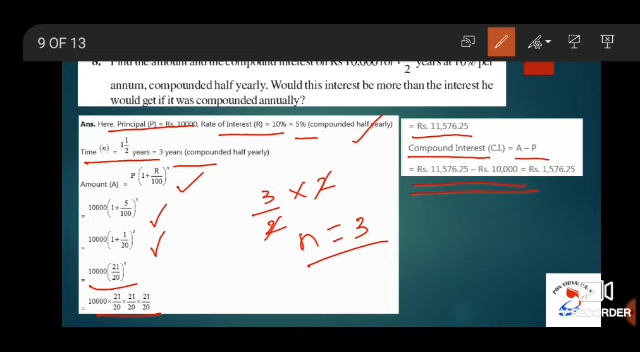 9 OF 13
8. Find the amount and the compound interest on Rs 10,000 for 1 1/2 years at 10% per
annum, compounded half yearly. Would this interest be more than the interest he
would get if it was compounded annually?
Ans. Here, Principal (P) = Rs. 10000, Rate of Interest (R) = 10% = 5% (compounded half yearly)
Time (n) = 1 1/2 years = 3 years (compounded half yearly)
Amount (A) = P(1+R/100)ⁿ
= 10000(1+5/100)³
= 10000(1+1/20)³
= 10000(21/20)³
= 10000 × 21/20 × 21/20 × 21/20
= Rs. 11,576.25
Compound Interest (C.I.) = A – P
= Rs. 11,576.25 – Rs. 10,000 = Rs. 1,576.25
3/2 × 2
n = 3
RECORDER